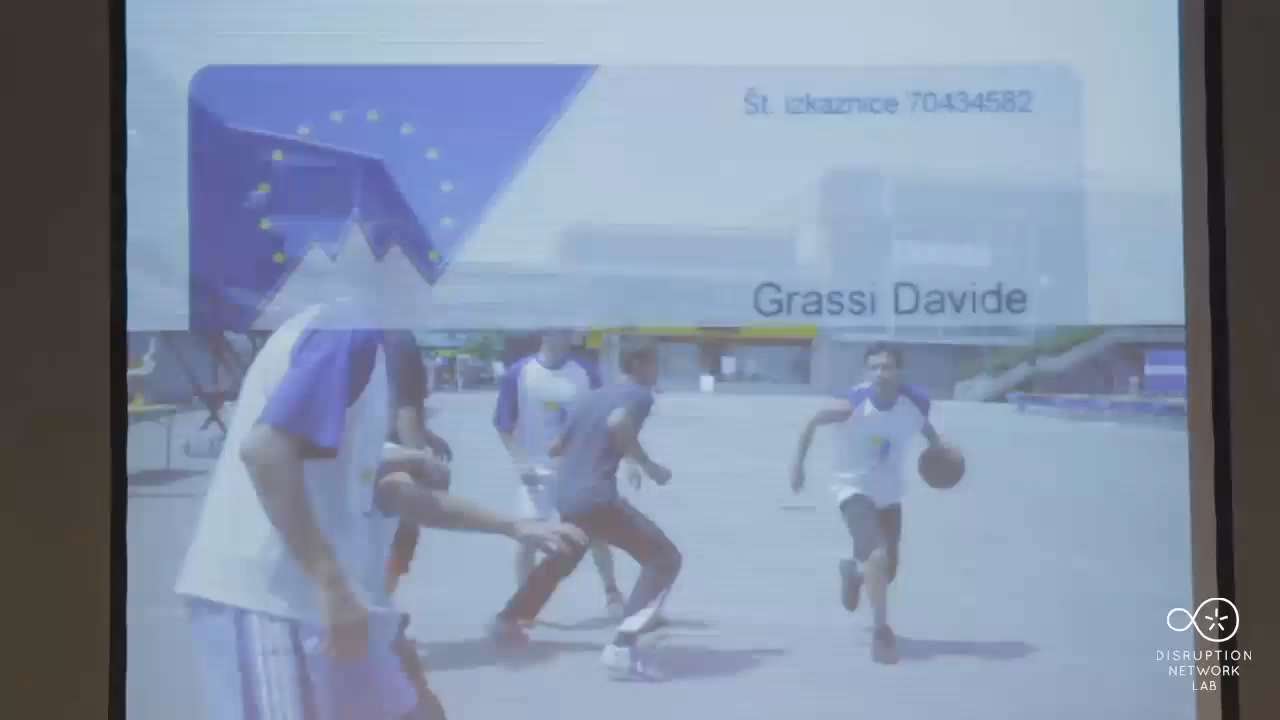 Št. izkaznice 70434582
Grassi Davide
DISRUPTION
NETWORK
LAB